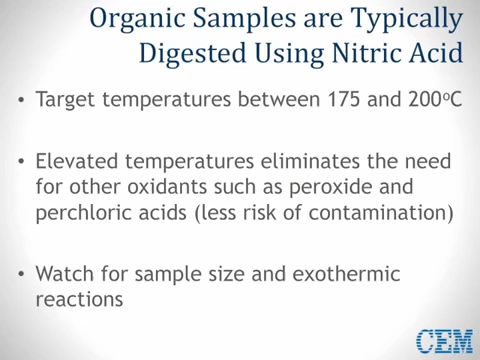 Organic Samples are Typically
Digested Using Nitric Acid
• Target temperatures between 175 and 200ºC
• Elevated temperatures eliminates the need
for other oxidants such as peroxide and
perchloric acids (less risk of contamination)
• Watch for sample size and exothermic
reactions
CEM